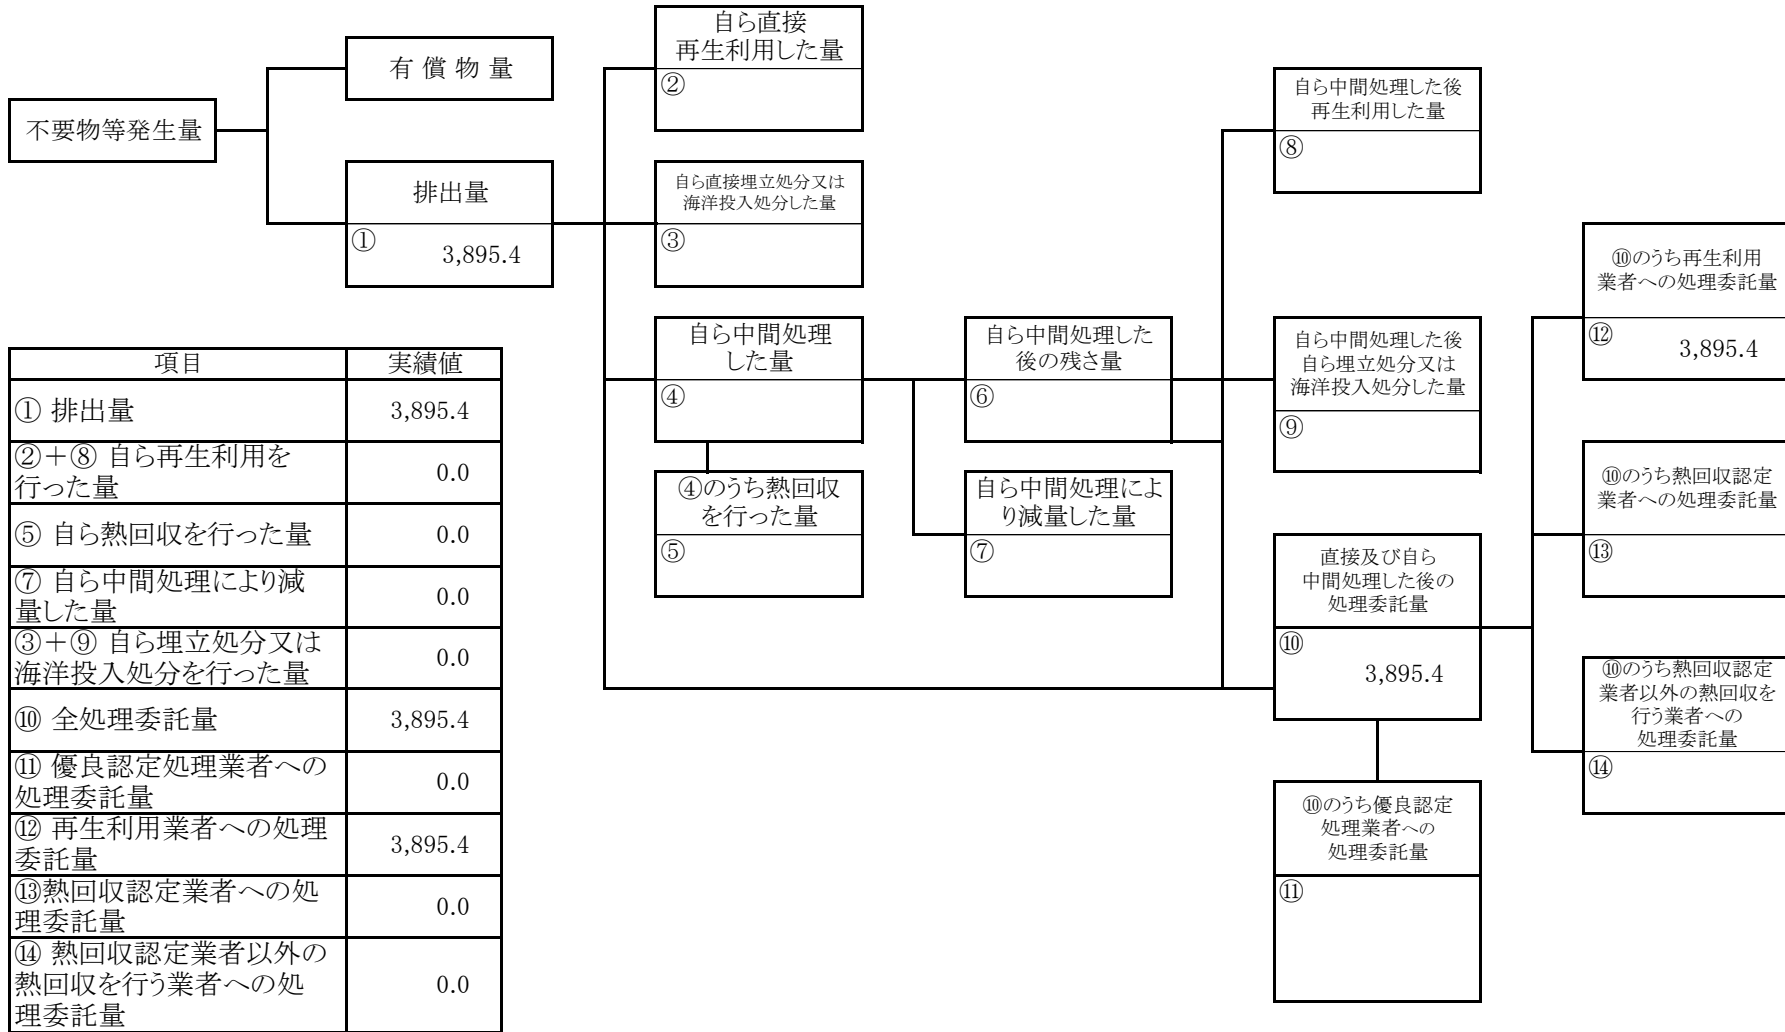 不要物等発生量
有 償 物 量
排出量
①
3,895.4
自ら直接
再生利用した量
②
自ら直接埋立処分又は
海洋投入処分した量
③
自ら中間処理
した量
④
④のうち熱回収
を行った量
⑤
自ら中間処理した
後の残さ量
⑥
自ら中間処理によ
り減量した量
⑦
自ら中間処理した後
再生利用した量
⑧
自ら中間処理した後
自ら埋立処分又は
海洋投入処分した量
⑨
直接及び自ら
中間処理した後の
処理委託量
⑩
3,895.4
⑩のうち優良認定
処理業者への
処理委託量
⑪
⑩のうち再生利用
業者への処理委託量
⑫
3,895.4
⑩のうち熱回収認定
業者への処理委託量
⑬
⑩のうち熱回収認定
業者以外の熱回収を
行う業者への
処理委託量
⑭
項目 実績値
① 排出量 3,895.4
②＋⑧ 自ら再生利用を
行った量 0.0
⑤ 自ら熱回収を行った量 0.0
⑦ 自ら中間処理により減
量した量 0.0
③＋⑨ 自ら埋立処分又は
海洋投入処分を行った量 0.0
⑩ 全処理委託量 3,895.4
⑪ 優良認定処理業者への
処理委託量 0.0
⑫ 再生利用業者への処理
委託量 3,895.4
⑬熱回収認定業者への処
理委託量 0.0
⑭ 熱回収認定業者以外の
熱回収を行う業者への処
理委託量 0.0